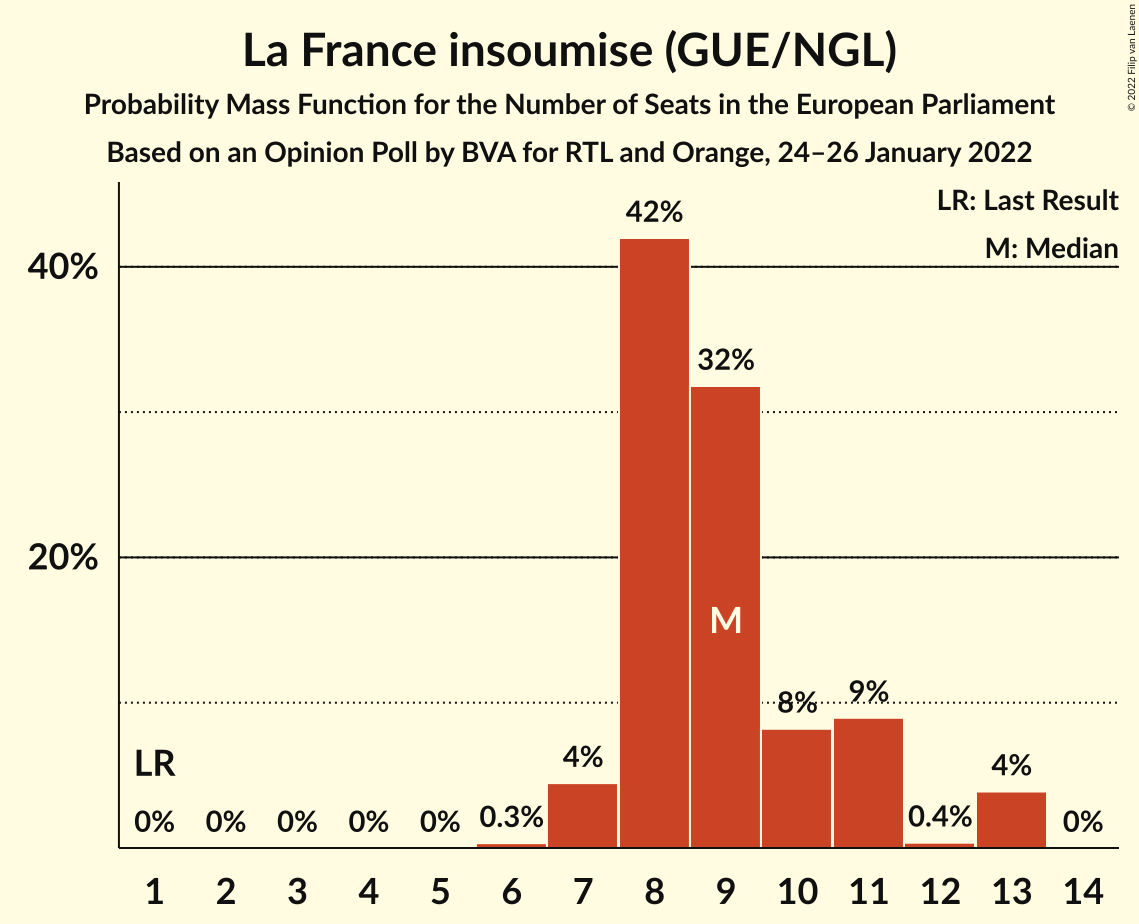 La France insoumise (GUE/NGL)
Probability Mass Function for the Number of Seats in the European Parliament
Based on an Opinion Poll by BVA for RTL and Orange, 24–26 January 2022
© 2022 Filip van Laenen
LR: Last Result
M: Median
42%
40%
32%
20%
M
9%
8%
LR
4%
4%
0%
0%
0%
0%
0%
0.3%
0.4%
0%
1 2 3 4 5 6 7 8 9 10 11 12 13 14